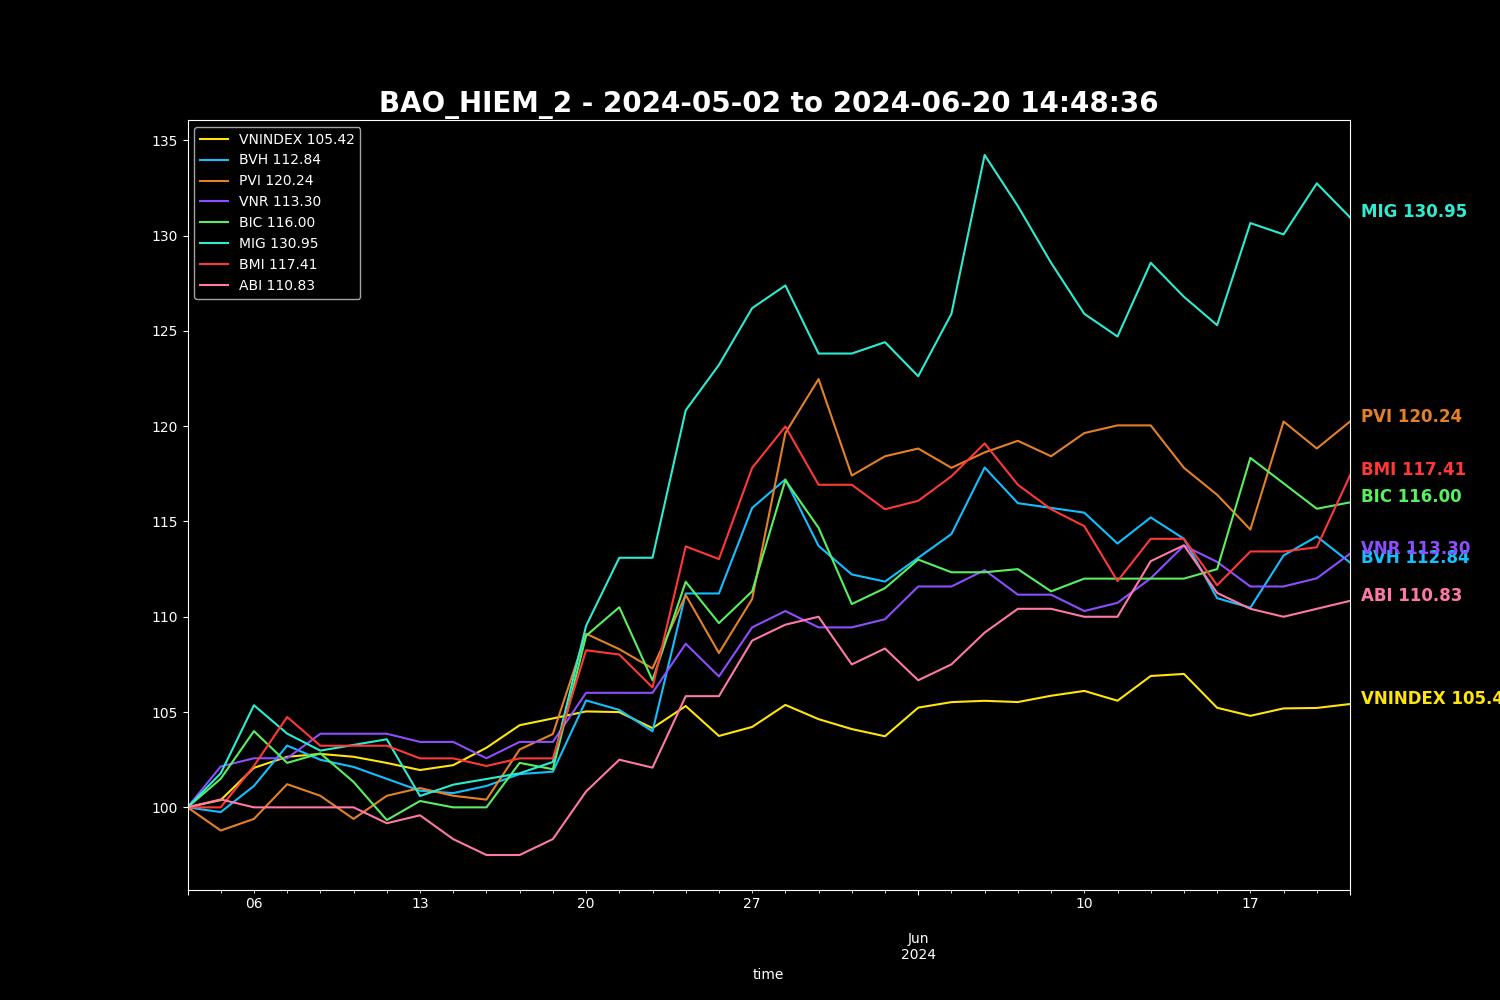 BAO_HIEM_2 - 2024-05-02 to 2024-06-20 14:48:36
VNINDEX 105.42
BVH 112.84
PVI 120.24
VNR 113.30
BIC 116.00
MIG 130.95
BMI 117.41
ABI 110.83
135
130
125
120
115
110
105
100
MIG 130.95
PVI 120.24
BMI 117.41
BIC 116.00
VNR 113.30
BVH 112.84
ABI 110.83
VNINDEX 105.4
06
13
20
27
10
17
Jun
2024
time